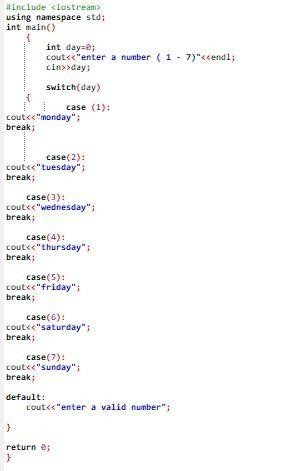 #include <iostream>
using namespace std;
int main()
{
int day=0;
cout<<"enter a number ( 1 - 7)"<<endl;
cin>>day;
switch(day)
{
case (1):
cout<<"monday";
break;
case(2):
cout<<"tuesday";
break;
case(3):
cout<<"wednesday";
break;
case(4):
cout<<"thursday";
break;
case(5):
cout<<"friday";
break;
case(6):
cout<<"saturday";
break;
case(7):
cout<<"sunday";
break;
default:
cout<<"enter a valid number";
}
return 0;
}